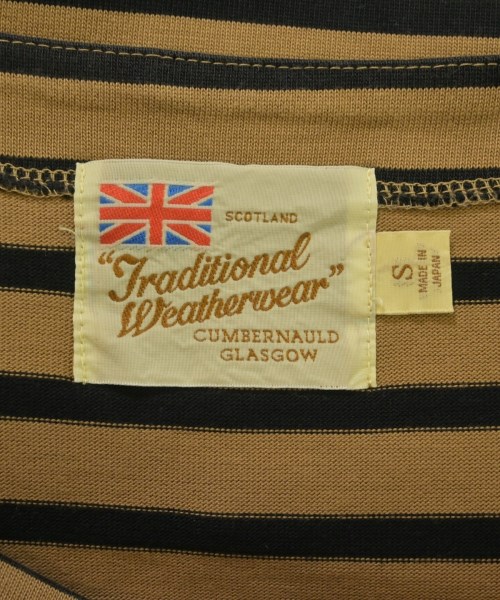 SCOTLAND
"Traditional
Weatherwear"
CUMBERNAULD
GLASGOW
S
MADE IN
JAPAN